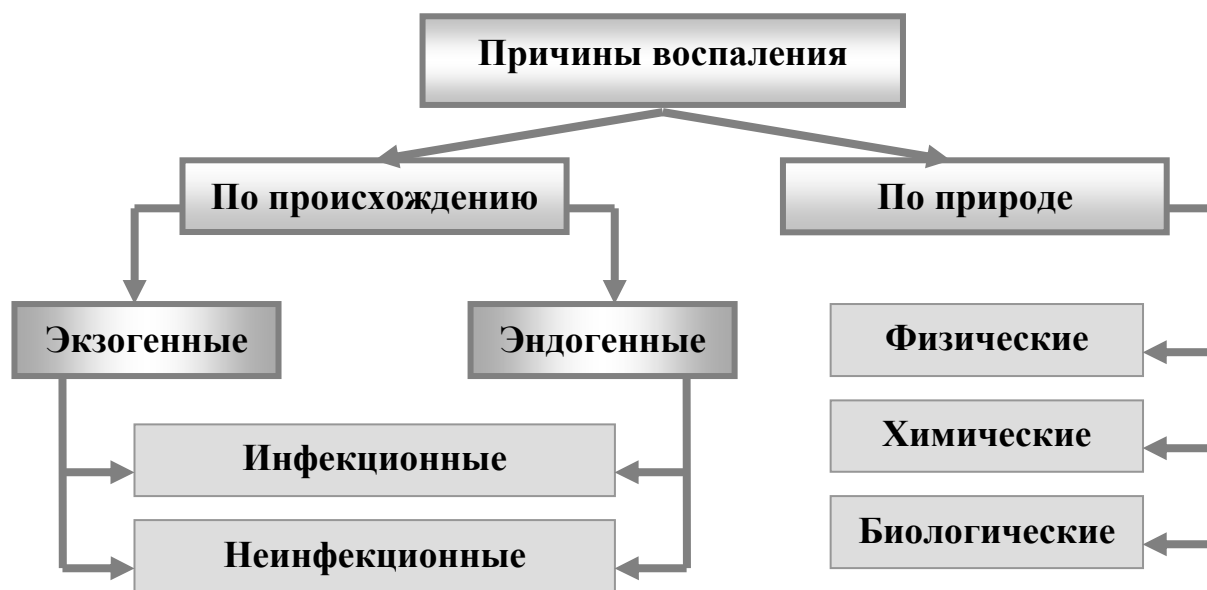 Причины воспаления
По происхождению
По природе
Экзогенные
Эндогенные
Физические
Химические
Инфекционные
Биологические
Неинфекционные